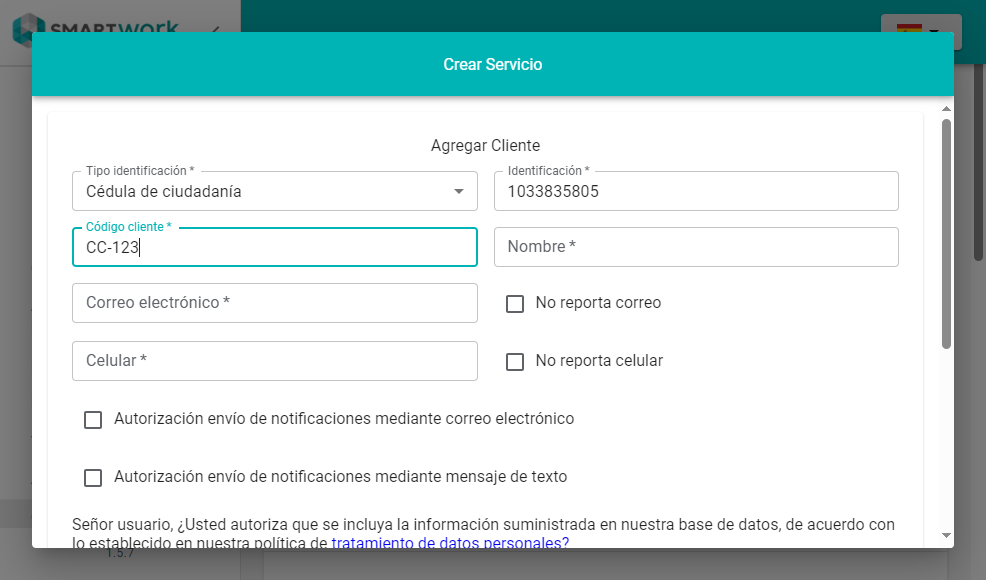 SMARTwork
Crear Servicio
Agregar Cliente
Tipo identificación *
Cédula de ciudadanía
Identificación *
1033835805
Código cliente *
CC-123
Nombre *
Correo electrónico *
No reporta correo
Celular *
No reporta celular
Autorización envío de notificaciones mediante correo electrónico
Autorización envío de notificaciones mediante mensaje de texto
Señor usuario, ¿Usted autoriza que se incluya la información suministrada en nuestra base de datos, de acuerdo con
lo establecido en nuestra política de tratamiento de datos personales?
1.5.7